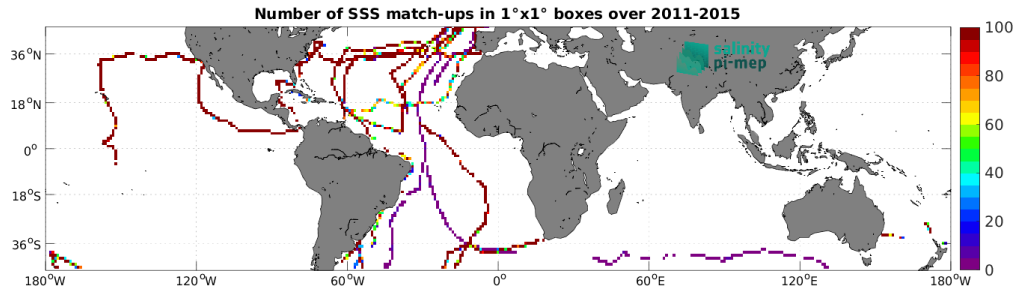 Number of SSS match-ups in 1°x1° boxes over 2011-2015
salinity
pi-mep
36°N
18°N
0°
18°S
36°S
180°W
120°W
60°W
0°
60°E
120°E
180°W
100
80
60
40
20
0